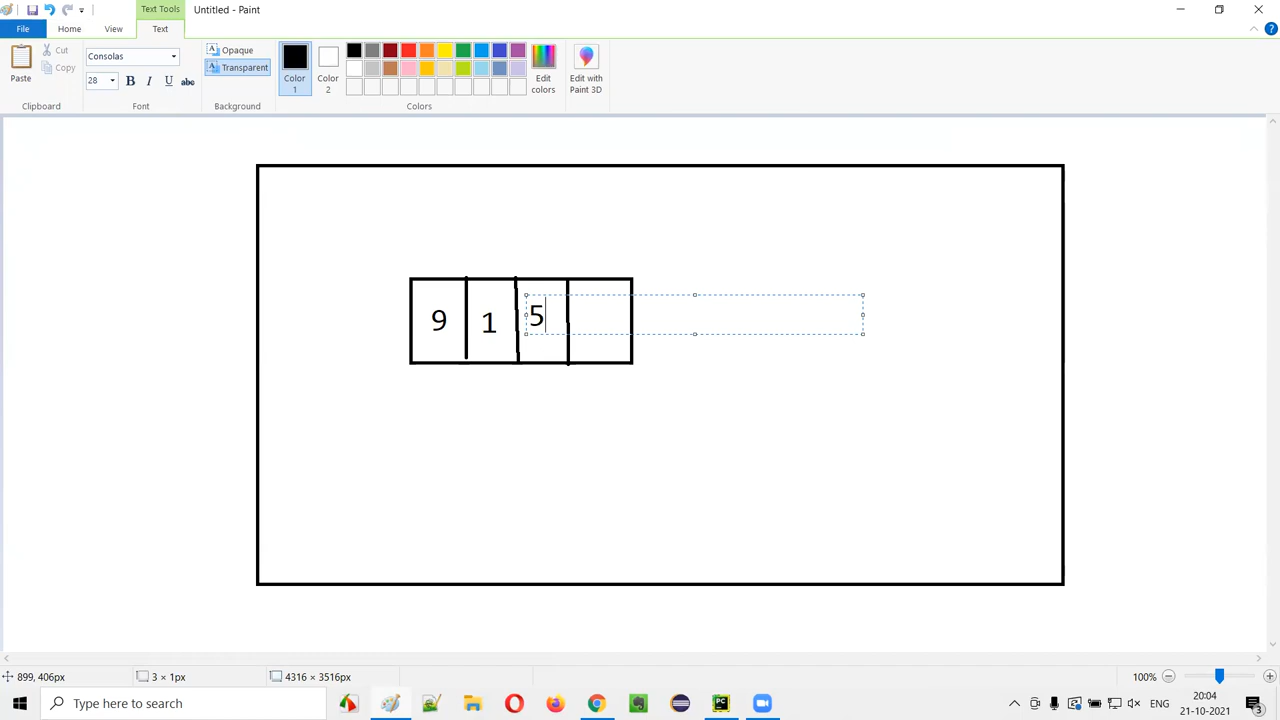 Text Tools
Untitled - Paint
File
Home
View
Text
Paste
Cut
Copy
Clipboard
Consolas
28
B I U abc
Font
Opaque
Transparent
Background
Color
1
Color
2
Edit
colors
Edit with
Paint 3D
Colors
9 1 5
899, 406px
3 × 1px
4316 × 3516px
100%
Type here to search
PC
ENG
20:04
21-10-2021
3